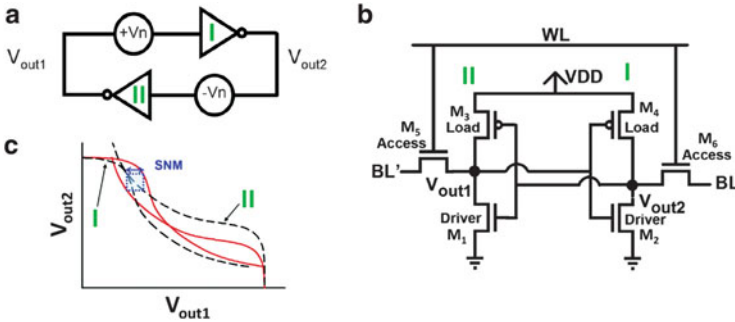 a
+Vn
I
Vout1
Vout2
II
-Vn
b
WL
II
VDD
I
M3
Load
M4
Load
M5
Access
M6
Access
BL'
Vout1
Vout2
BL
Driver
M1
Driver
M2
c
SNM
I
II
Vout2
Vout1